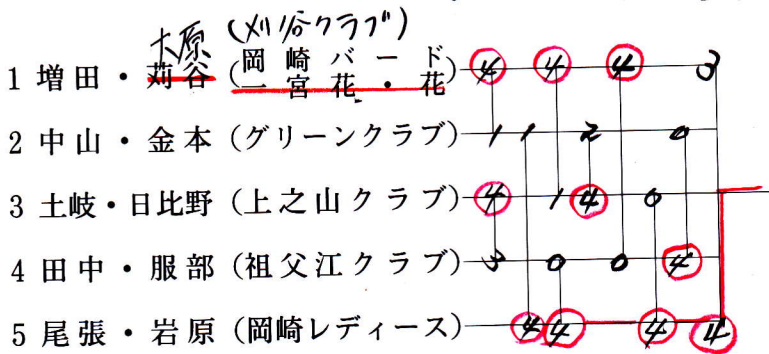 大原 (刈谷クラブ)
1 増田・苅谷 (岡崎バード 一宮花・花) ④ ④ ④ 3
2 中山・金本 (グリーンクラブ) 1 1 2 0
3 土岐・日比野 (上之山クラブ) ④ 1 ④ 0
4 田中・服部 (祖父江クラブ) 3 0 0 ④
5 尾張・岩原 (岡崎レディース) ④ ④ ④ ④